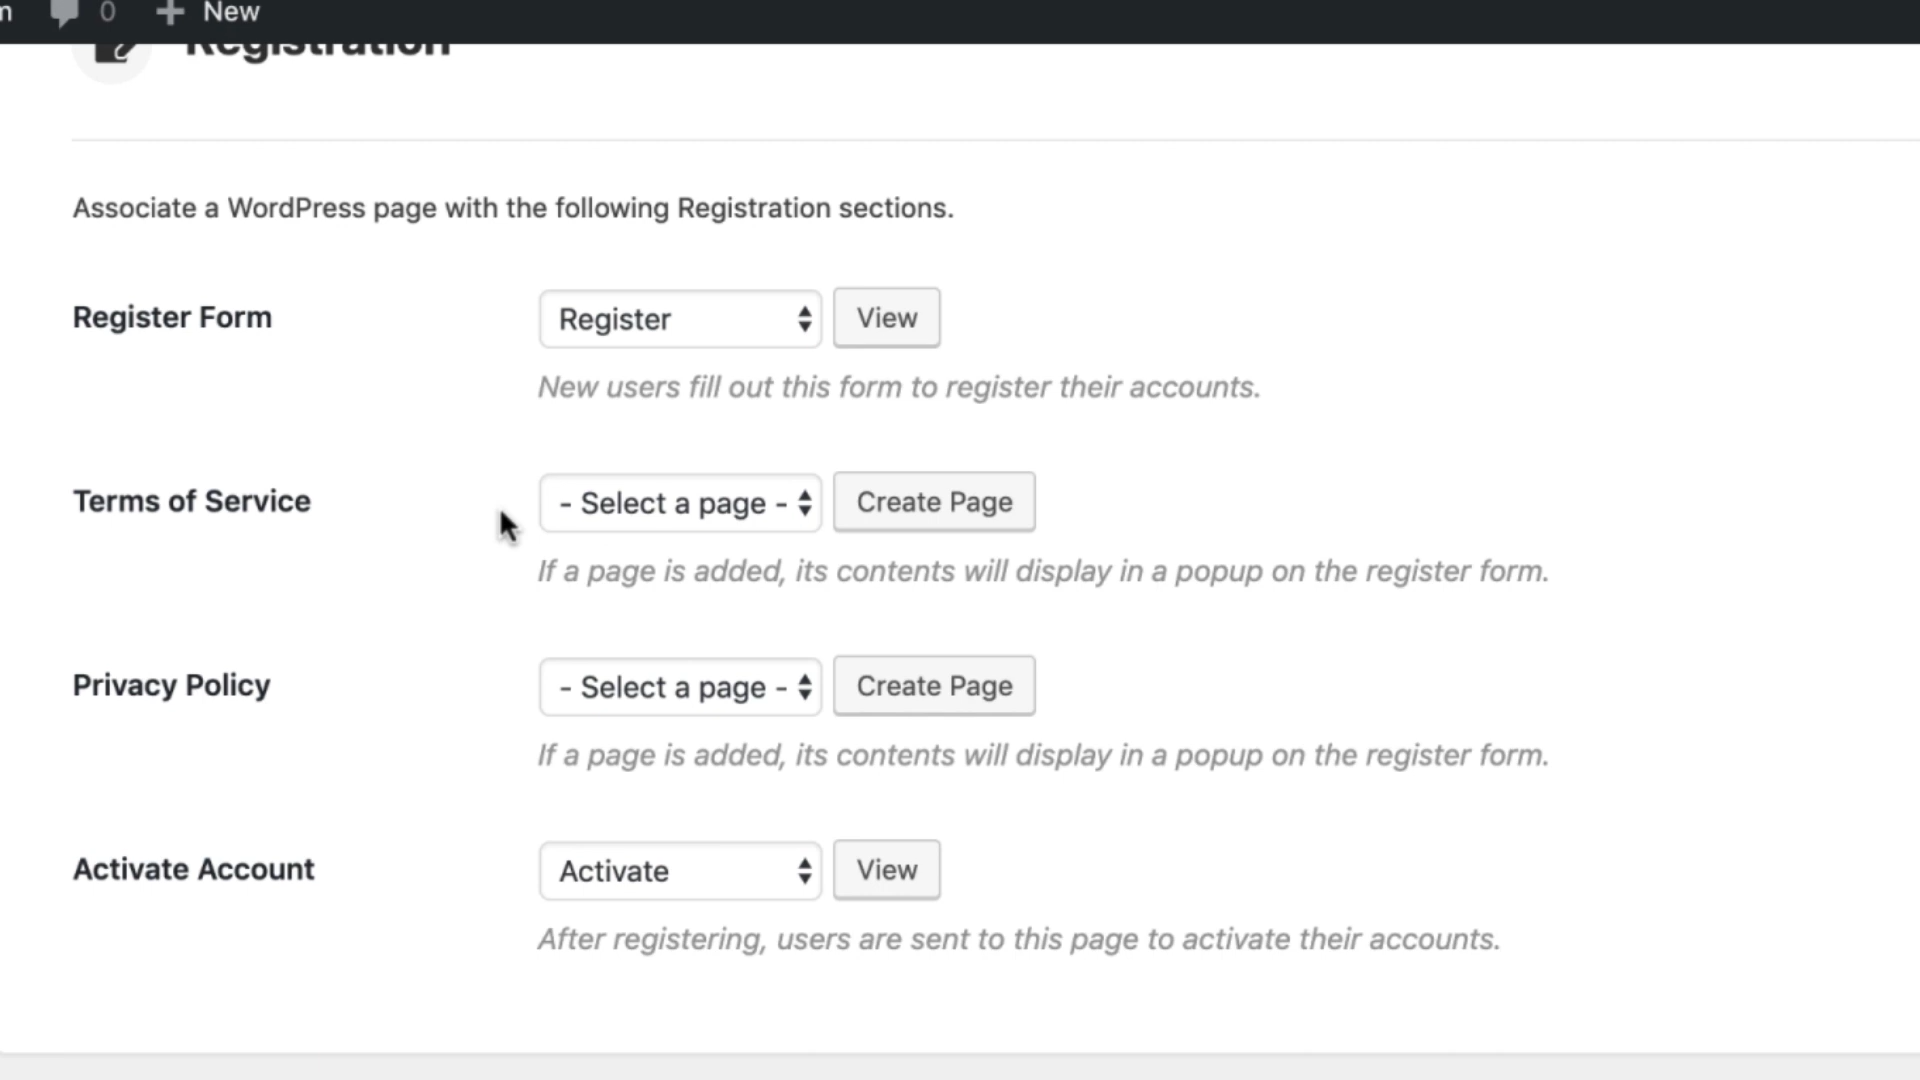 n 0 New
Registration
Associate a WordPress page with the following Registration sections.
Register Form Register View
New users fill out this form to register their accounts.
Terms of Service - Select a page - Create Page
If a page is added, its contents will display in a popup on the register form.
Privacy Policy - Select a page - Create Page
If a page is added, its contents will display in a popup on the register form.
Activate Account Activate View
After registering, users are sent to this page to activate their accounts.